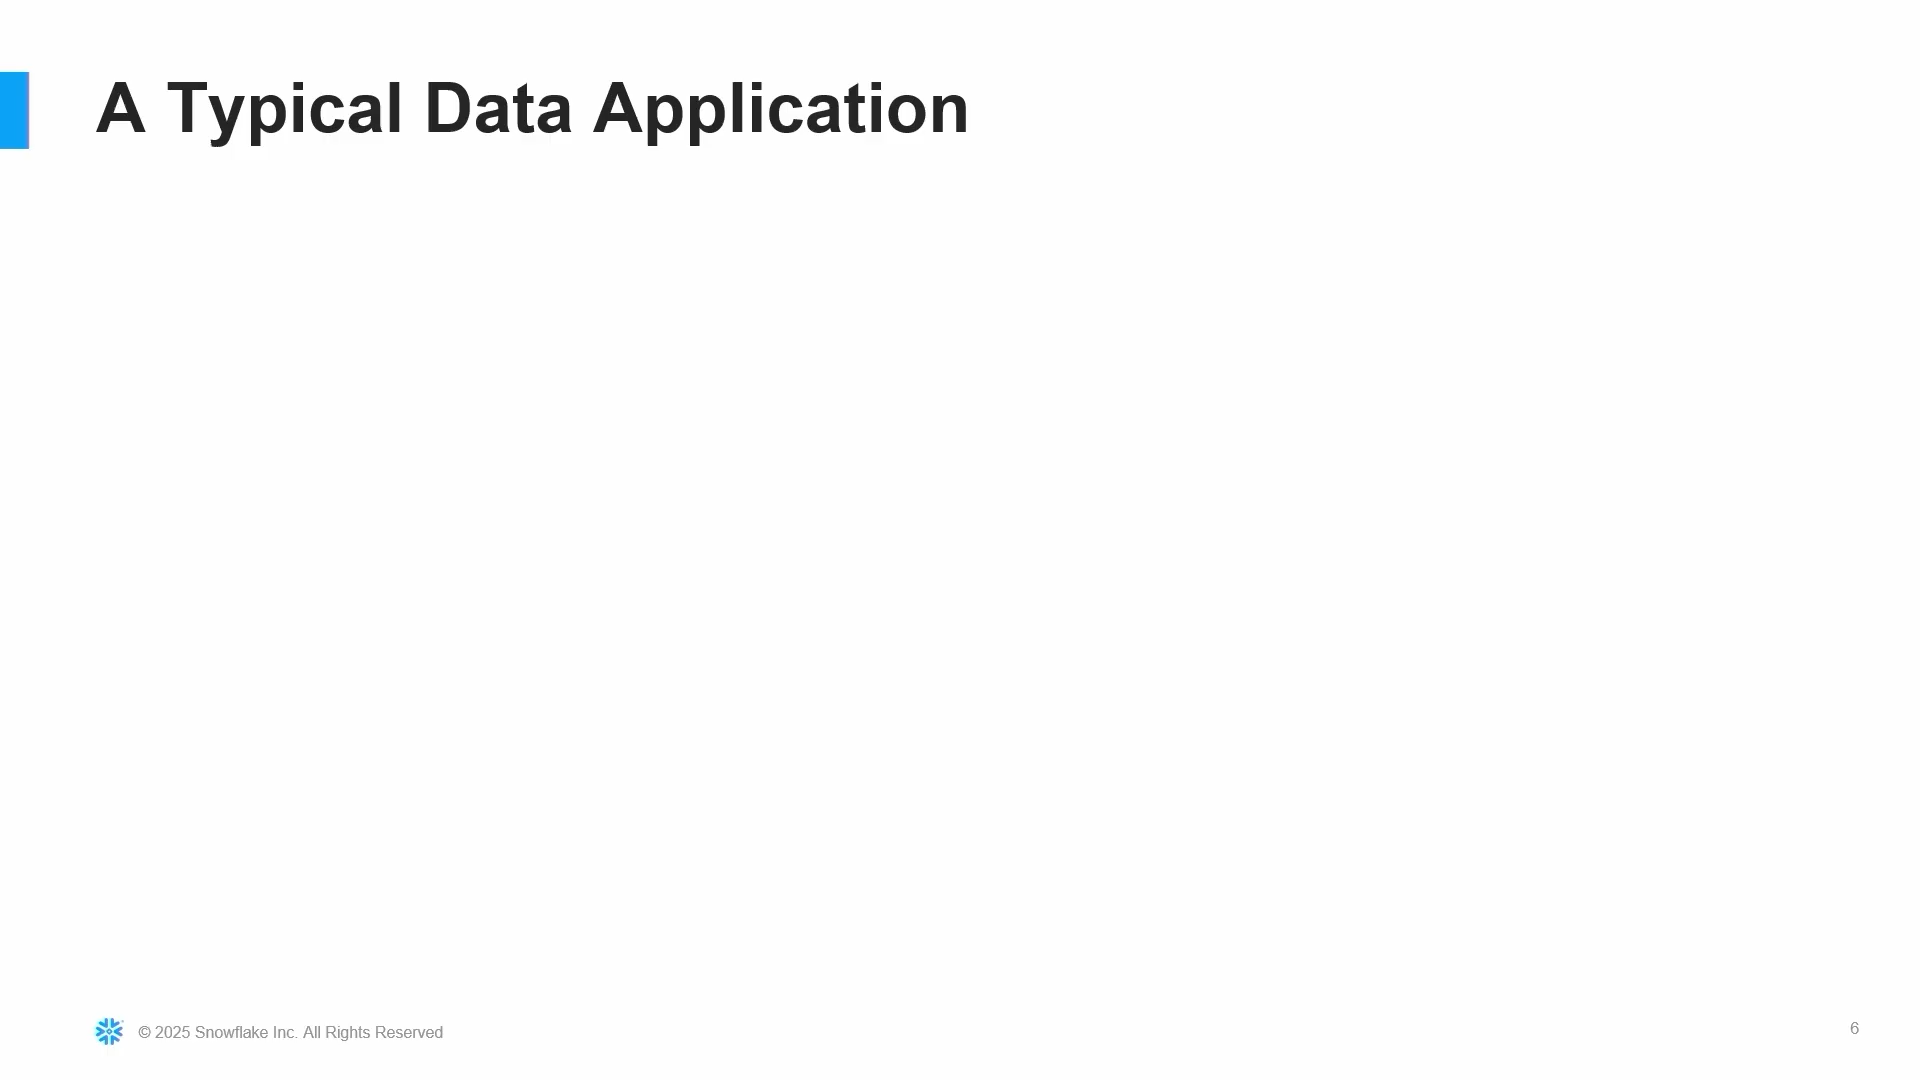 A Typical Data Application
© 2025 Snowflake Inc. All Rights Reserved
6